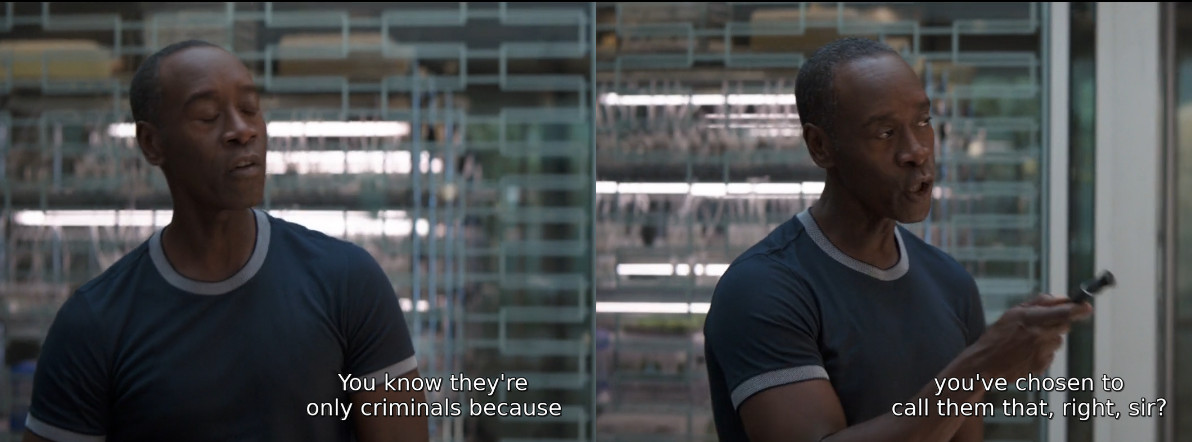 You know they're
only criminals because
you've chosen to
call them that, right, sir?